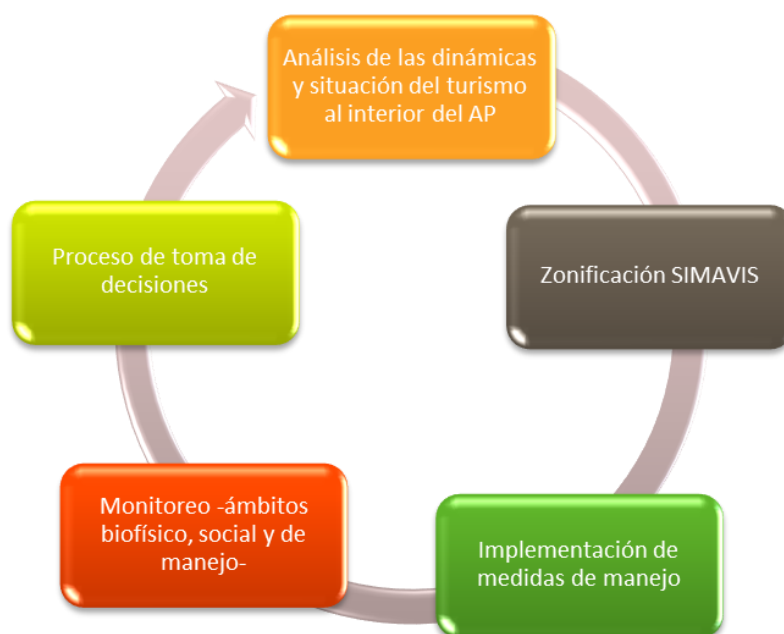 Análisis de las dinámicas
y situación del turismo
al interior del AP
Zonificación SIMAVIS
Implementación de
medidas de manejo
Monitoreo -ámbitos
biofísico, social y de
manejo-
Proceso de toma de
decisiones